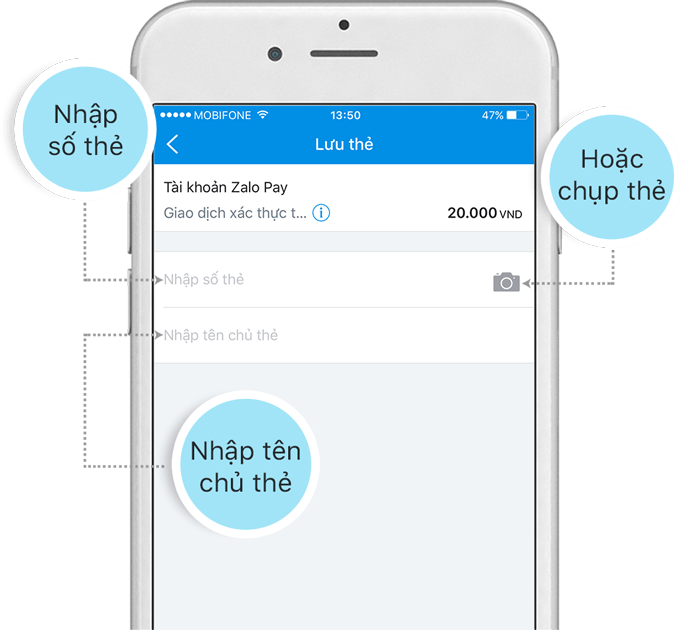 Nhập
số thẻ
MOBIFONE 13:50 47%
Lưu thẻ
Hoặc
chụp thẻ
Tài khoản Zalo Pay
Giao dịch xác thực t... 20.000 VND
Nhập số thẻ
Nhập tên chủ thẻ
Nhập tên
chủ thẻ